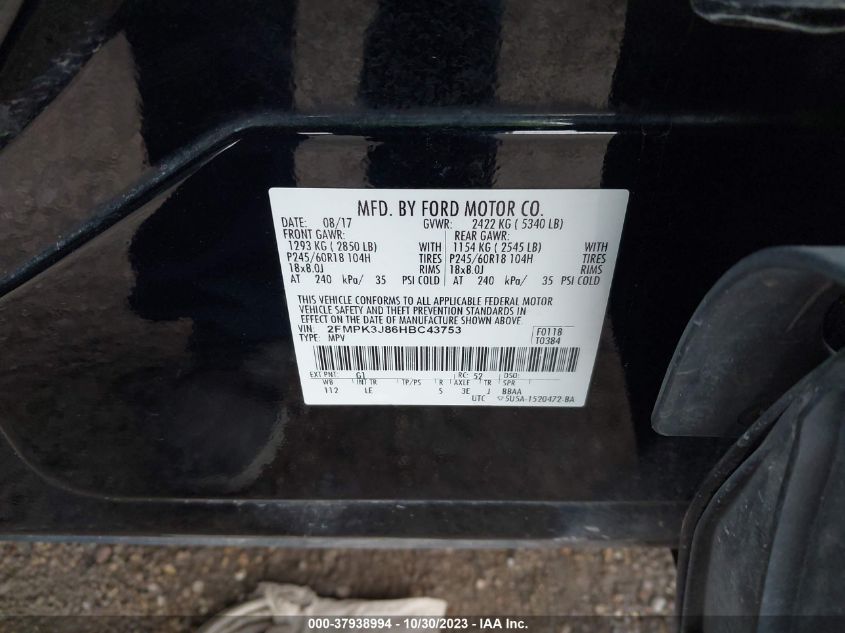 MFD. BY FORD MOTOR CO.
DATE: 08/17 GVWR: 2422 KG ( 5340 LB)
FRONT GAWR: REAR GAWR:
1293 KG ( 2850 LB) WITH 1154 KG ( 2545 LB) WITH
P245/60R18 104H TIRES P245/60R18 104H TIRES
18x8.0J RIMS 18x8.0J RIMS
AT 240 kPa/ 35 PSI COLD AT 240 kPa/ 35 PSI COLD
THIS VEHICLE CONFORMS TO ALL APPLICABLE FEDERAL MOTOR
VEHICLE SAFETY AND THEFT PREVENTION STANDARDS IN
EFFECT ON THE DATE OF MANUFACTURE SHOWN ABOVE.
VIN: 2FMPK3J86HBC43753 F0118
TYPE: MPV T0384
EXT PNT: G1 RC: 52 DSO:
WB INT TR TP/PS R AXLE TR SPR
112 LE 5 3E J BBAA
UTC 5U5A-1520472-BA
000-37938994 / 10/30/2023 - © IAA Inc.